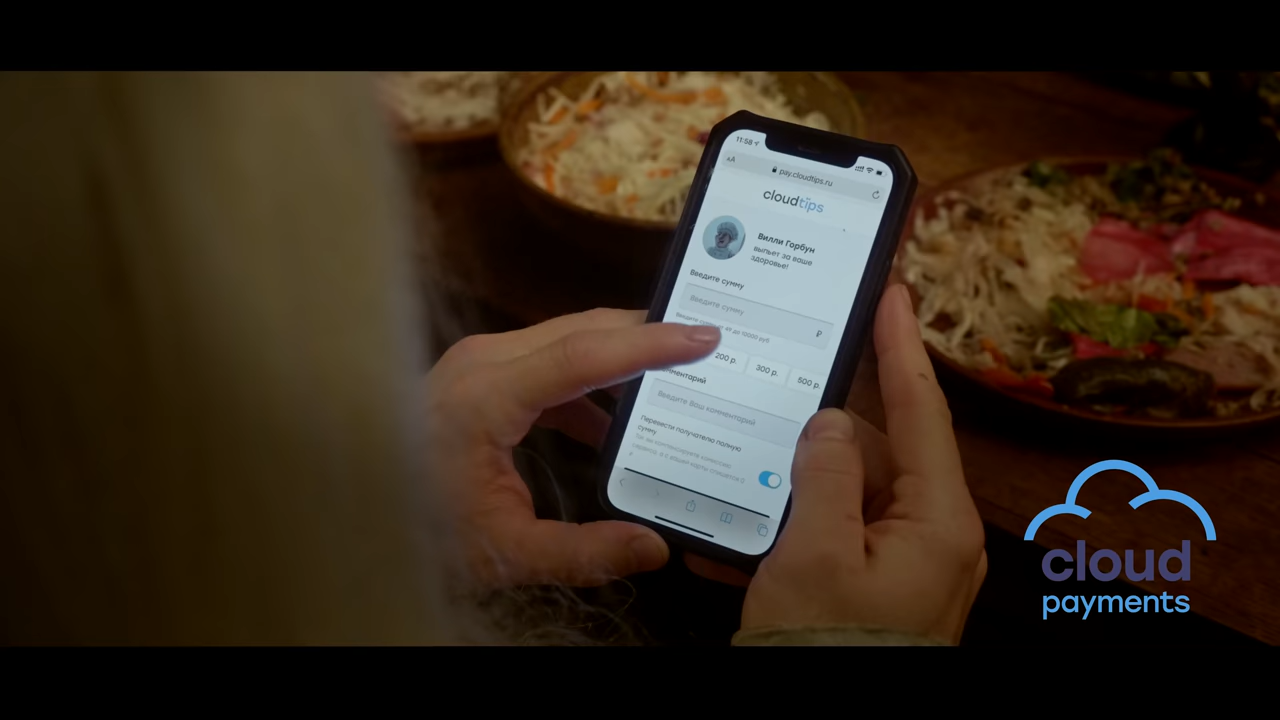 11:58
AA
pay.cloudtips.ru
cloudtips
Вилли Горбун
выпьет за ваше
здоровье!
Введите сумму
Введите сумму
₽
200 р.
300 р.
500 р.
Введите Ваш комментарий
Перевести получателю полную
сумму
cloud
payments